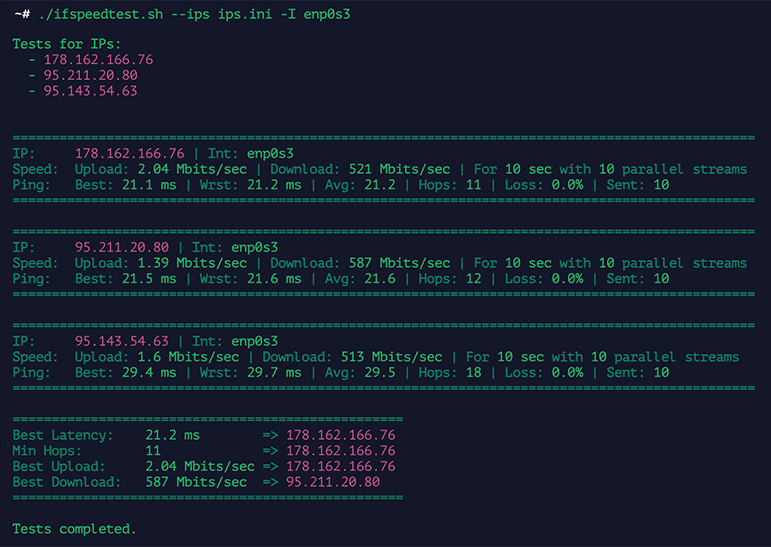 ~# ./ifspeedtest.sh --ips ips.ini -I enp0s3
Tests for IPs:
- 178.162.166.76
- 95.211.20.80
- 95.143.54.63
===============================================================================================
IP: 178.162.166.76 | Int: enp0s3
Speed: Upload: 2.04 Mbits/sec | Download: 521 Mbits/sec | For 10 sec with 10 parallel streams
Ping: Best: 21.1 ms | Wrst: 21.2 ms | Avg: 21.2 | Hops: 11 | Loss: 0.0% | Sent: 10
===============================================================================================
===============================================================================================
IP: 95.211.20.80 | Int: enp0s3
Speed: Upload: 1.39 Mbits/sec | Download: 587 Mbits/sec | For 10 sec with 10 parallel streams
Ping: Best: 21.5 ms | Wrst: 21.6 ms | Avg: 21.6 | Hops: 12 | Loss: 0.0% | Sent: 10
===============================================================================================
===============================================================================================
IP: 95.143.54.63 | Int: enp0s3
Speed: Upload: 1.6 Mbits/sec | Download: 513 Mbits/sec | For 10 sec with 10 parallel streams
Ping: Best: 29.4 ms | Wrst: 29.7 ms | Avg: 29.5 | Hops: 18 | Loss: 0.0% | Sent: 10
===============================================================================================
==================================================
Best Latency: 21.2 ms => 178.162.166.76
Min Hops: 11 => 178.162.166.76
Best Upload: 2.04 Mbits/sec => 178.162.166.76
Best Download: 587 Mbits/sec => 95.211.20.80
==================================================
Tests completed.